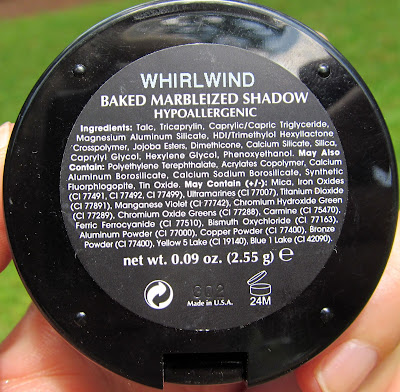 WHIRLWIND
BAKED MARBLEIZED SHADOW
HYPOALLERGENIC
Ingredients: Talc, Tricaprylin, Caprylic/Capric Triglyceride,
Magnesium Aluminum Silicate, HDI/Trimethylol Hexyllactone
Crosspolymer, Jojoba Esters, Dimethicone, Calcium Silicate, Silica,
Caprylyl Glycol, Hexylene Glycol, Phenoxyethanol. May Also
Contain: Polyethylene Terephthalate, Acrylates Copolymer, Calcium
Aluminum Borosilicate, Calcium Sodium Borosilicate, Synthetic
Fluorphlogopite, Tin Oxide. May Contain (+/-): Mica, Iron Oxides
(CI 77491, CI 77492, CI 77499), Ultramarines (CI 77007), Titanium Dioxide
(CI 77891), Manganese Violet (CI 77742), Chromium Hydroxide Green
(CI 77289), Chromium Oxide Greens (CI 77288), Carmine (CI 75470),
Ferric Ferrocyanide (CI 77510), Bismuth Oxychloride (CI 77163),
Aluminum Powder (CI 77000), Copper Powder (CI 77400), Bronze
Powder (CI 77400), Yellow 5 Lake (CI 19140), Blue 1 Lake (CI 42090).
net wt. 0.09 oz. (2.55 g) ℮
Made in U.S.A.
24M